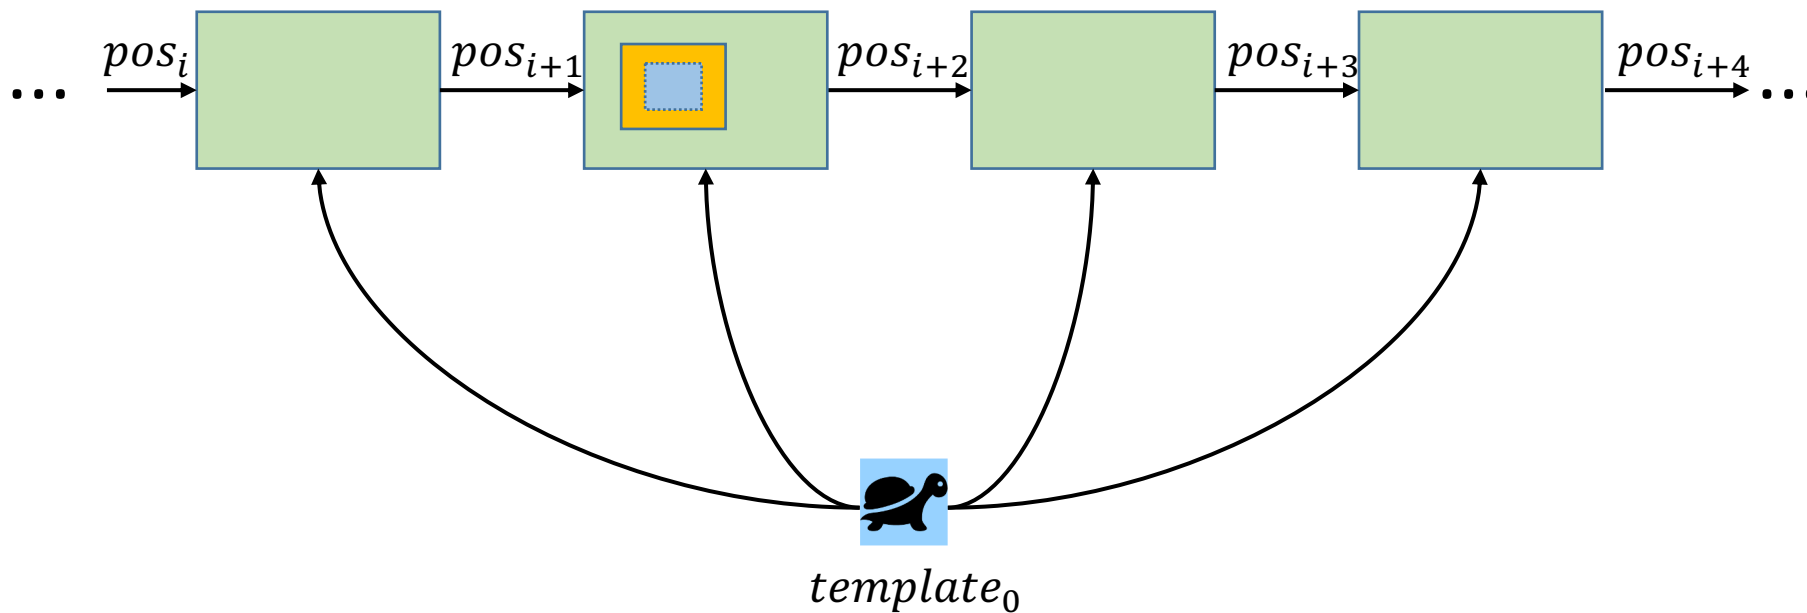 ... pos_i pos_{i+1} pos_{i+2} pos_{i+3} pos_{i+4} ...
template_0